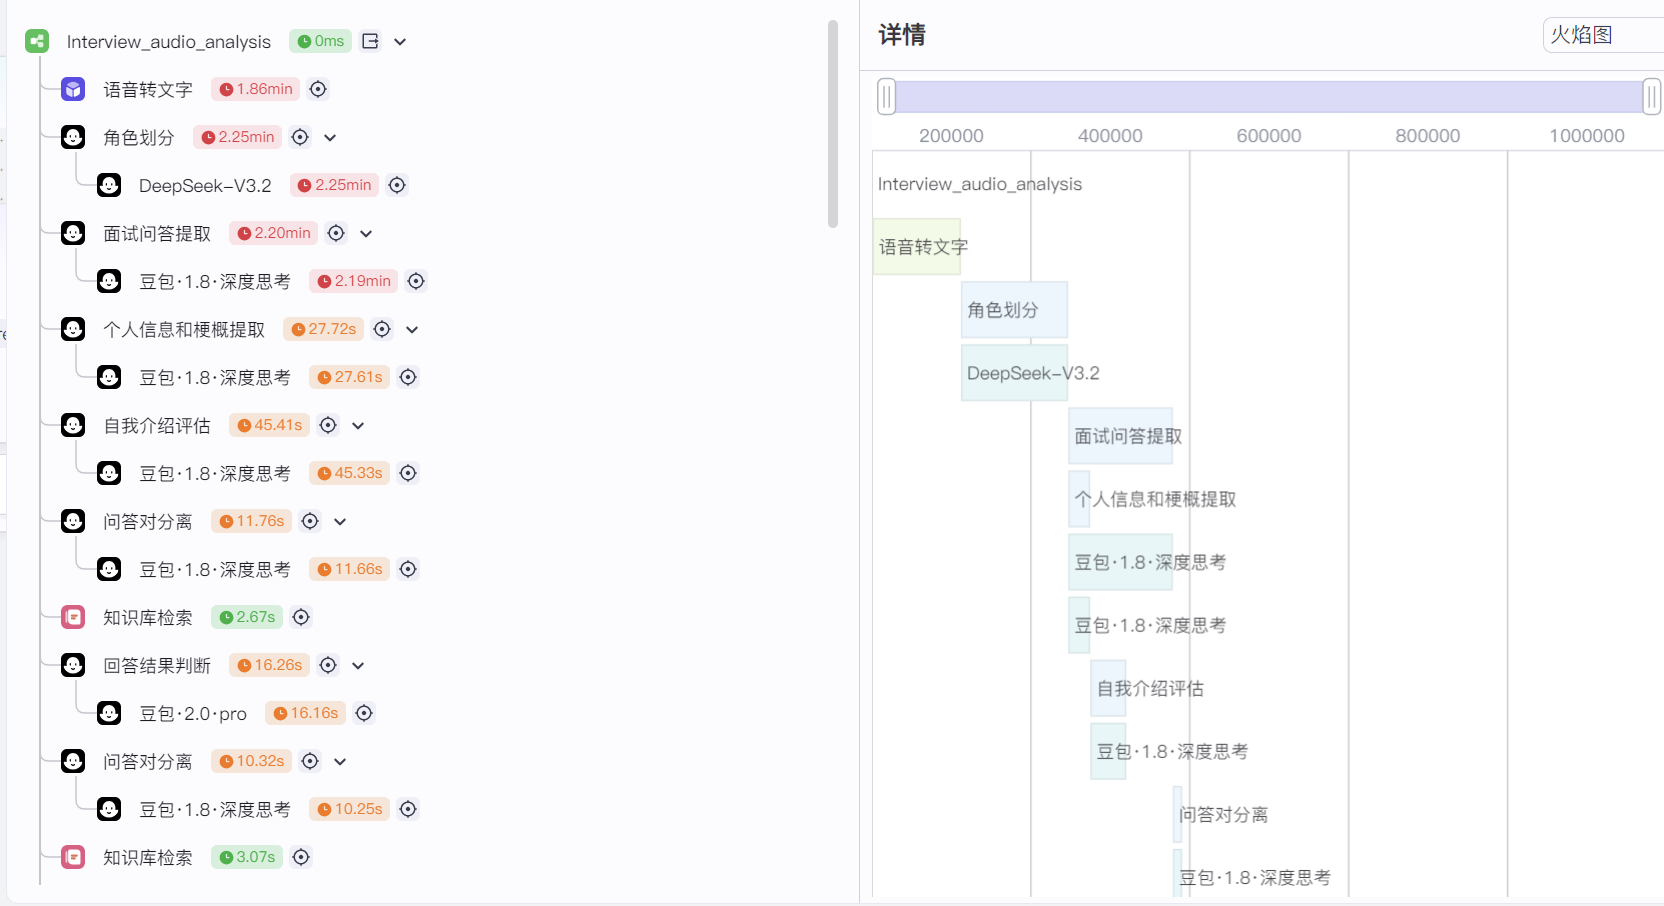 Interview_audio_analysis 0ms
语音转文字 1.86min
角色划分 2.25min
DeepSeek-V3.2 2.25min
面试问答提取 2.20min
豆包·1.8·深度思考 2.19min
个人信息和梗概提取 27.72s
豆包·1.8·深度思考 27.61s
自我介绍评估 45.41s
豆包·1.8·深度思考 45.33s
问答对分离 11.76s
豆包·1.8·深度思考 11.66s
知识库检索 2.67s
回答结果判断 16.26s
豆包·2.0·pro 16.16s
问答对分离 10.32s
豆包·1.8·深度思考 10.25s
知识库检索 3.07s
详情
火焰图
200000 400000 600000 800000 1000000
Interview_audio_analysis
语音转文字
角色划分
DeepSeek-V3.2
面试问答提取
个人信息和梗概提取
豆包·1.8·深度思考
豆包·1.8·深度思考
自我介绍评估
豆包·1.8·深度思考
问答对分离
豆包·1.8·深度思考